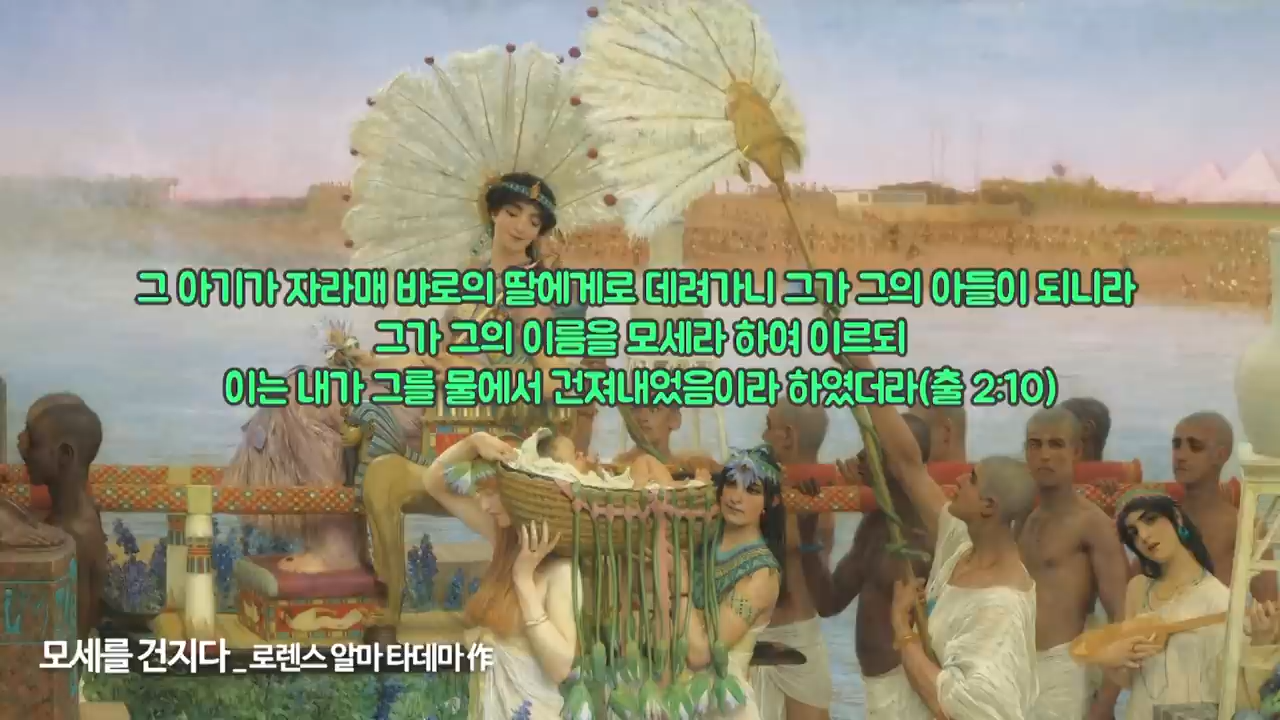 그 아기가 자라매 바로의 딸에게로 데려가니 그가 그의 아들이 되니라
그가 그의 이름을 모세라 하여 이르되
이는 내가 그를 물에서 건져내었음이라 하였더라(출 2:10)
모세를 건지다 _ 로렌스 알마 타데마 作